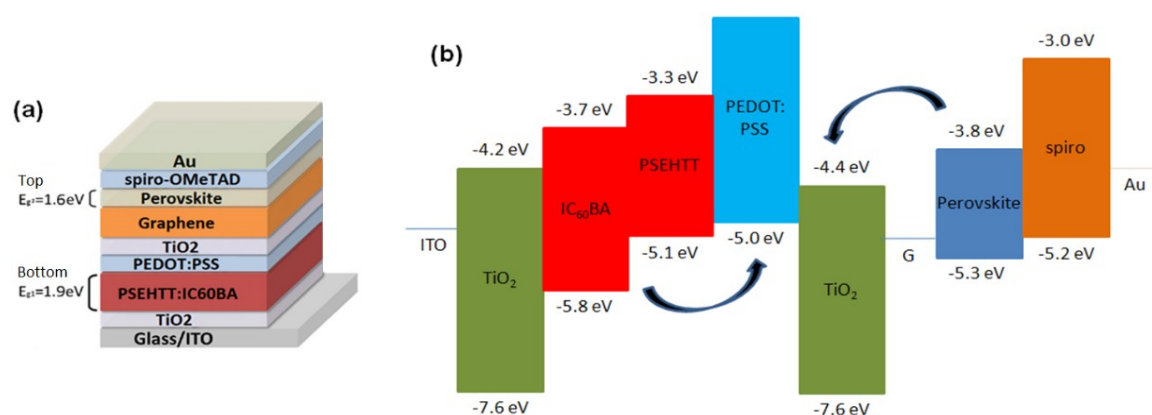 (a)
Au
spiro-OMeTAD
Top
Eg²=1.6eV
Perovskite
Graphene
TiO2
PEDOT:PSS
Bottom
Eg¹=1.9eV
PSEHTT:IC60BA
TiO2
Glass/ITO
(b)
ITO
-4.2 eV
TiO₂
-7.6 eV
-3.7 eV
IC₆₀BA
-5.8 eV
-3.3 eV
PSEHTT
-5.1 eV
PEDOT:
PSS
-5.0 eV
-4.4 eV
TiO₂
-7.6 eV
G
-3.8 eV
Perovskite
-5.3 eV
-3.0 eV
spiro
-5.2 eV
Au